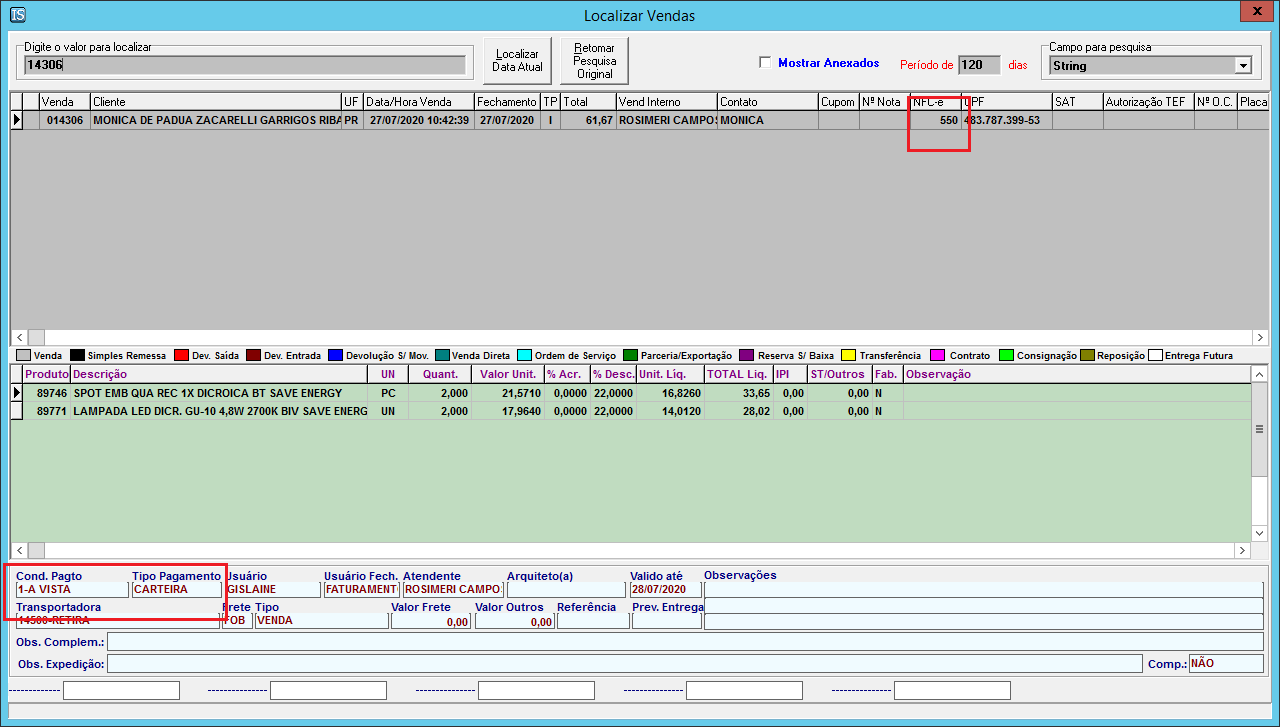 IS Localizar Vendas X
Digite o valor para localizar
14306
Localizar Data Atual
Retomar Pesquisa Original
Mostrar Anexados
Período de 120 dias
Campo para pesquisa
String
Venda Cliente UF Data/Hora Venda Fechamento TP Total Vend Interno Contato Cupom Nº Nota NFC-e CPF SAT Autorização TEF Nº O.C. Placa
014306 MONICA DE PADUA ZACARELLI GARRIGOS RIBA PR 27/07/2020 10:42:39 27/07/2020 I 61,67 ROSIMERI CAMPOS MONICA 550 483.787.399-53
Venda Simples Remessa Dev. Saída Dev. Entrada Devolução S/ Mov. Venda Direta Ordem de Serviço Parceria/Exportação Reserva S/ Baixa Transferência Contrato Consignação Reposição Entrega Futura
Produto Descrição UN Quant. Valor Unit. % Acr. % Desc. Unit. Líq. TOTAL Liq. IPI ST/Outros Fab. Observação
89746 SPOT EMB QUA REC 1X DICROICA BT SAVE ENERGY PC 2,000 21,5710 0,0000 22,0000 16,8260 33,65 0,00 0,00 N
89771 LAMPADA LED DICR. GU-10 4,8W 2700K BIV SAVE ENERG UN 2,000 17,9640 0,0000 22,0000 14,0120 28,02 0,00 0,00 N
Cond. Pagto Tipo Pagamento Usuário Usuário Fech. Atendente Arquiteto(a) Valido até Observações
1-A VISTA CARTEIRA GISLAINE FATURAMENT ROSIMERI CAMPO 28/07/2020
Transportadora Frete Tipo Valor Frete Valor Outros Referência Prev. Entrega
14500-RETIRA FOB VENDA 0,00 0,00
Obs. Complem.:
Obs. Expedição: Comp.: NÃO
------------- ------------- ------------- ------------- -------------